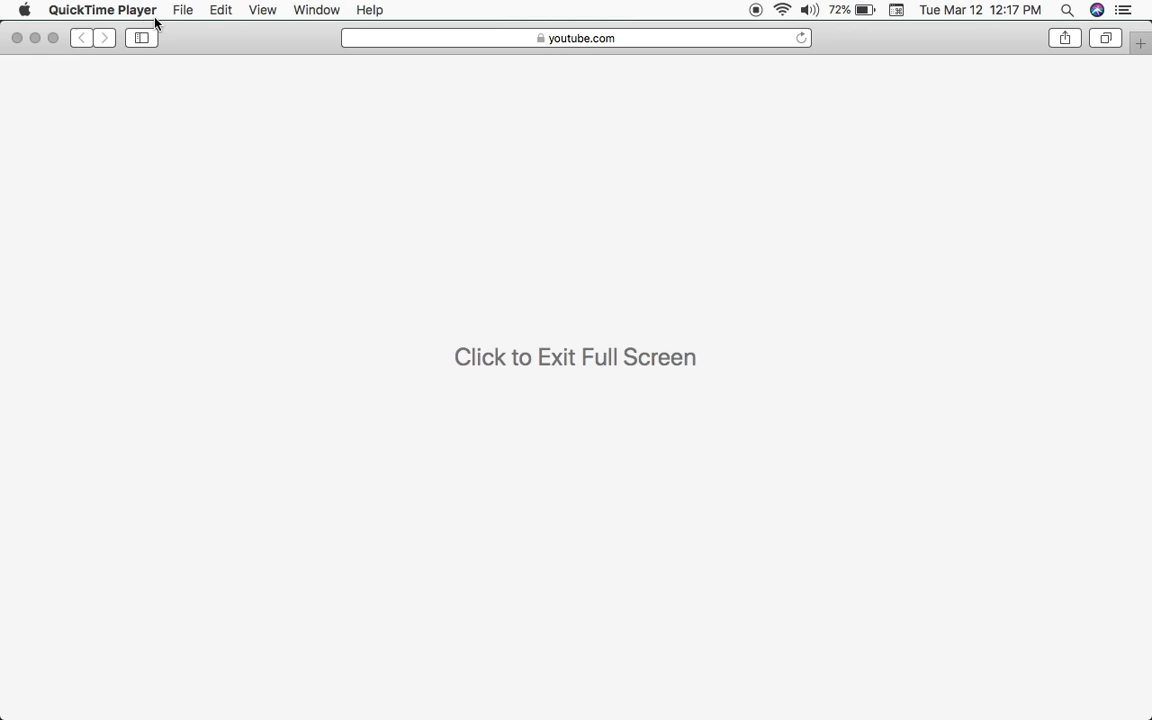 QuickTime Player File Edit View Window Help 72% Tue Mar 12 12:17 PM
youtube.com
Click to Exit Full Screen